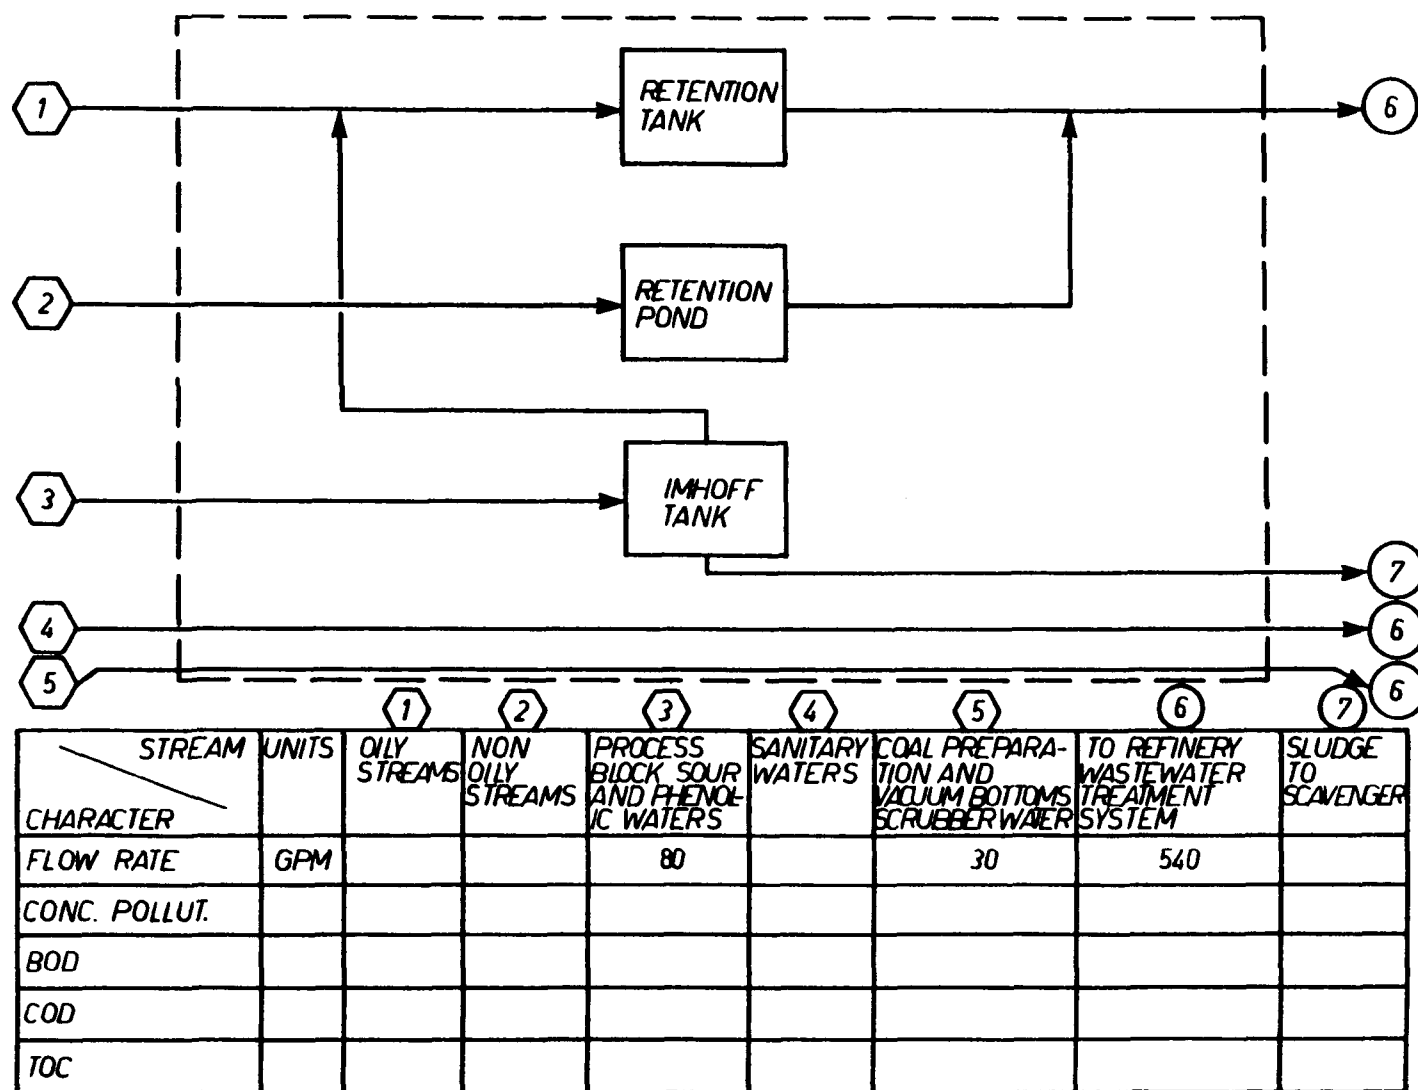 1
RETENTION
TANK
6
2
RETENTION
POND
3
IMHOFF
TANK
7
4
6
5
6
1
2
3
4
5
6
7
STREAM
CHARACTER
UNITS
OILY
STREAMS
NON
OILY
STREAMS
PROCESS
BLOCK SOUR
AND PHENOL-
IC WATERS
SANITARY
WATERS
COAL PREPARA-
TION AND
VACUUM BOTTOMS
SCRUBBER WATER
TO REFINERY
WASTEWATER
TREATMENT
SYSTEM
SLUDGE
TO
SCAVENGER
FLOW RATE GPM 80 30 540
CONC. POLLUT.
BOD
COD
TOC